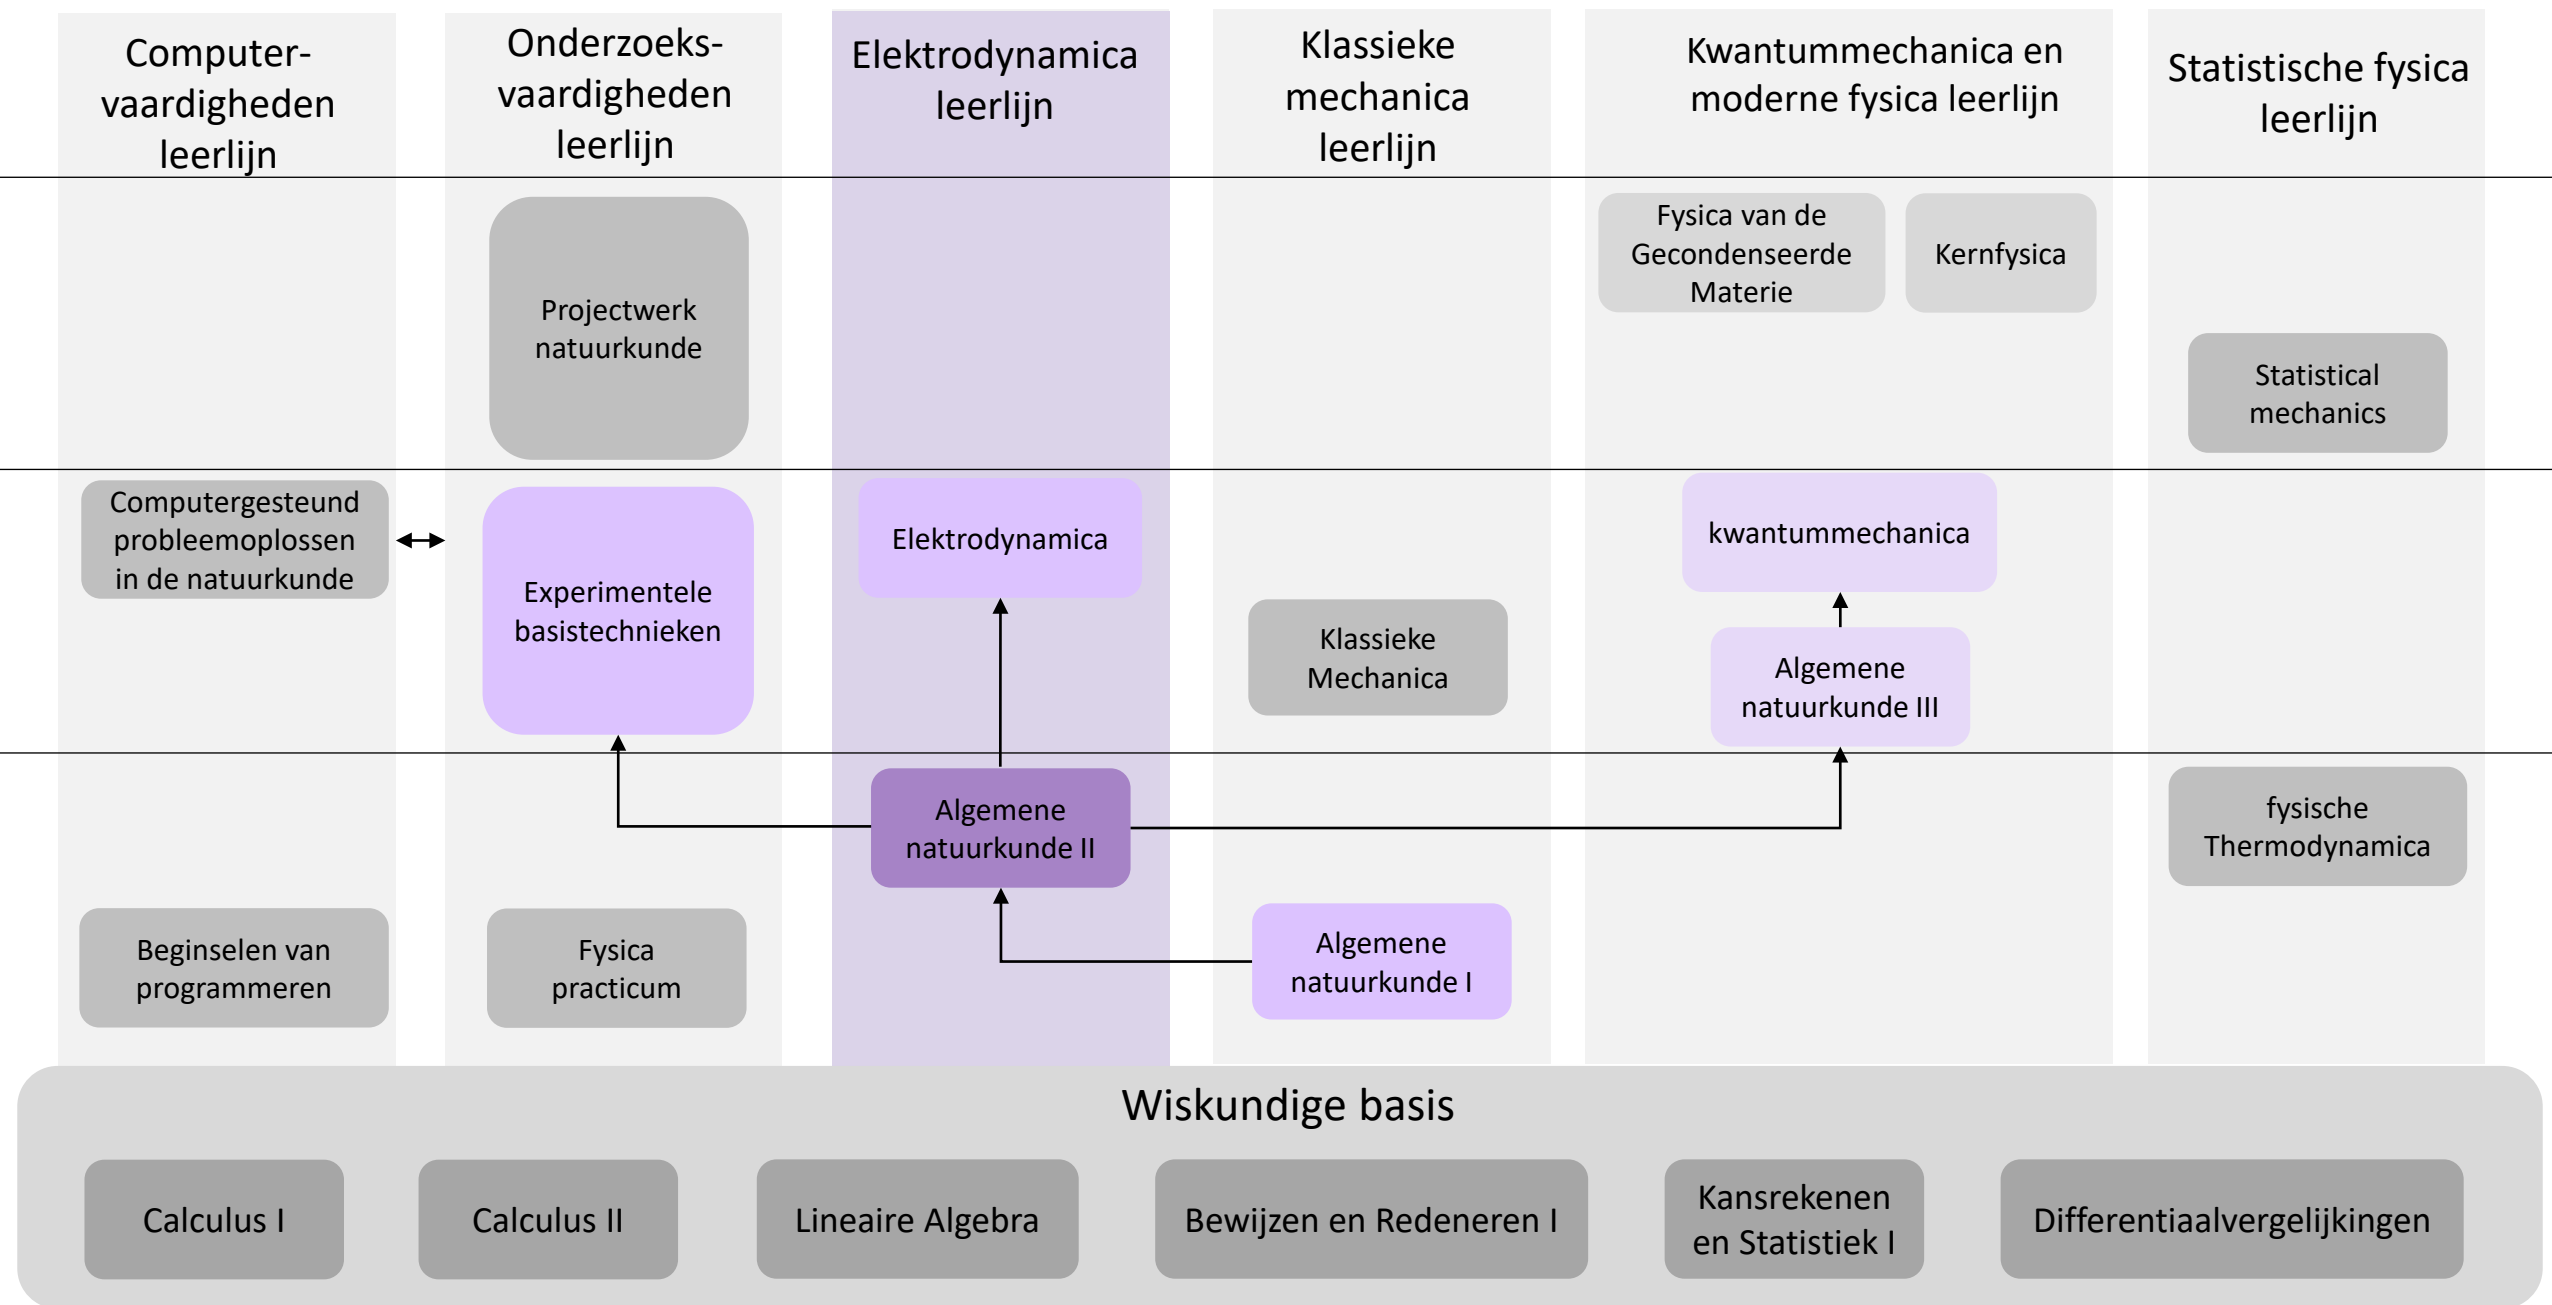 Computer-
vaardigheden
leerlijn
Onderzoeks-
vaardigheden
leerlijn
Elektrodynamica
leerlijn
Klassieke
mechanica
leerlijn
Kwantummechanica en
moderne fysica leerlijn
Statistische fysica
leerlijn
Projectwerk
natuurkunde
Fysica van de
Gecondenseerde
Materie
Kernfysica
Statistical
mechanics
Computergesteund
probleemoplossen
in de natuurkunde
Experimentele
basistechnieken
Elektrodynamica
Klassieke
Mechanica
kwantummechanica
Algemene
natuurkunde III
Algemene
natuurkunde II
fysische
Thermodynamica
Beginselen van
programmeren
Fysica
practicum
Algemene
natuurkunde I
Wiskundige basis
Calculus I
Calculus II
Lineaire Algebra
Bewijzen en Redeneren I
Kansrekenen
en Statistiek I
Differentiaalvergelijkingen